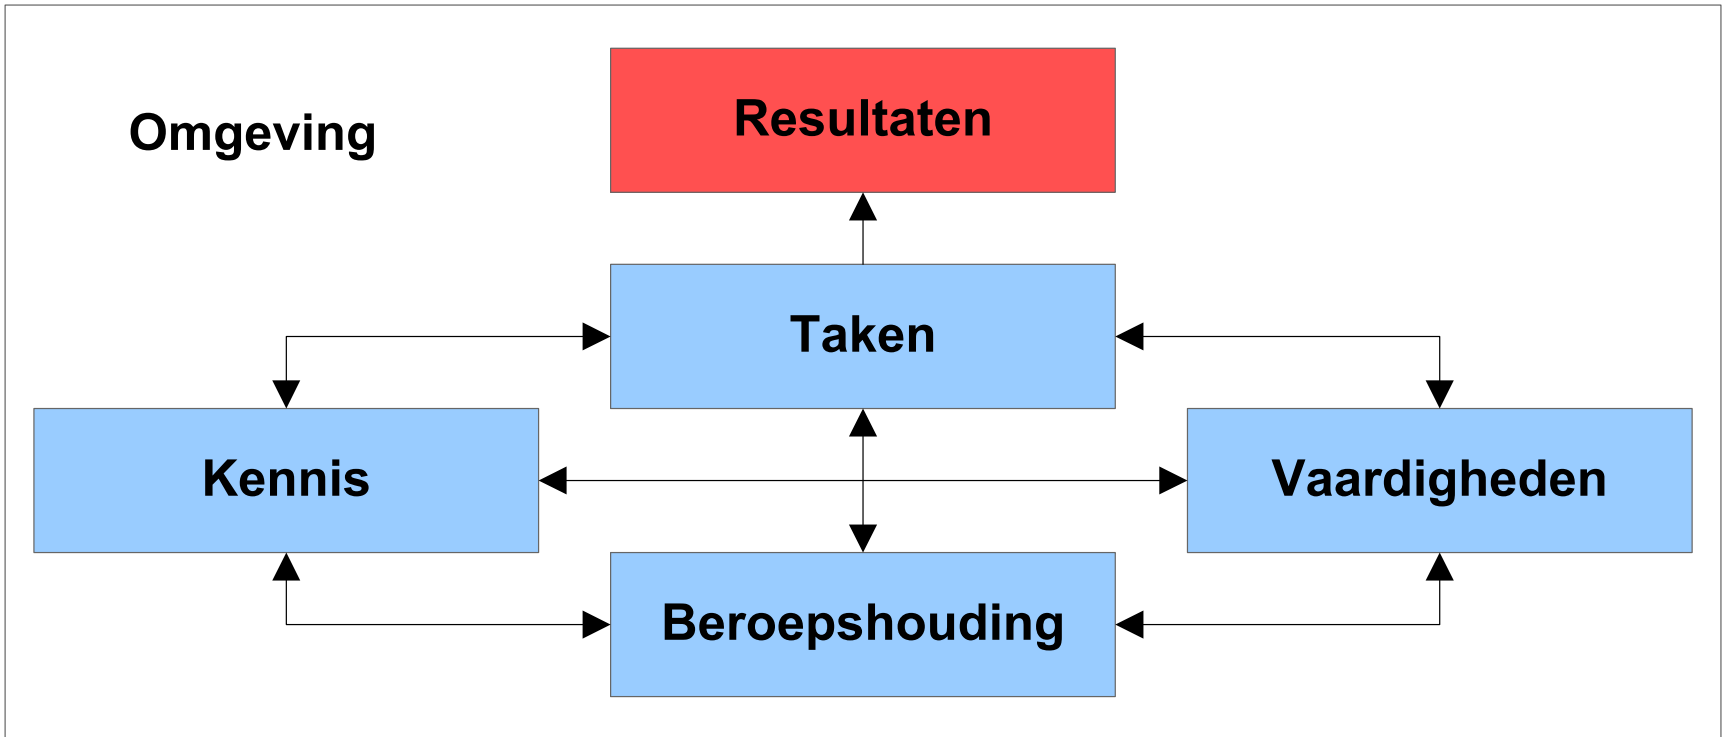 Omgeving
Resultaten
Taken
Kennis
Vaardigheden
Beroepshouding